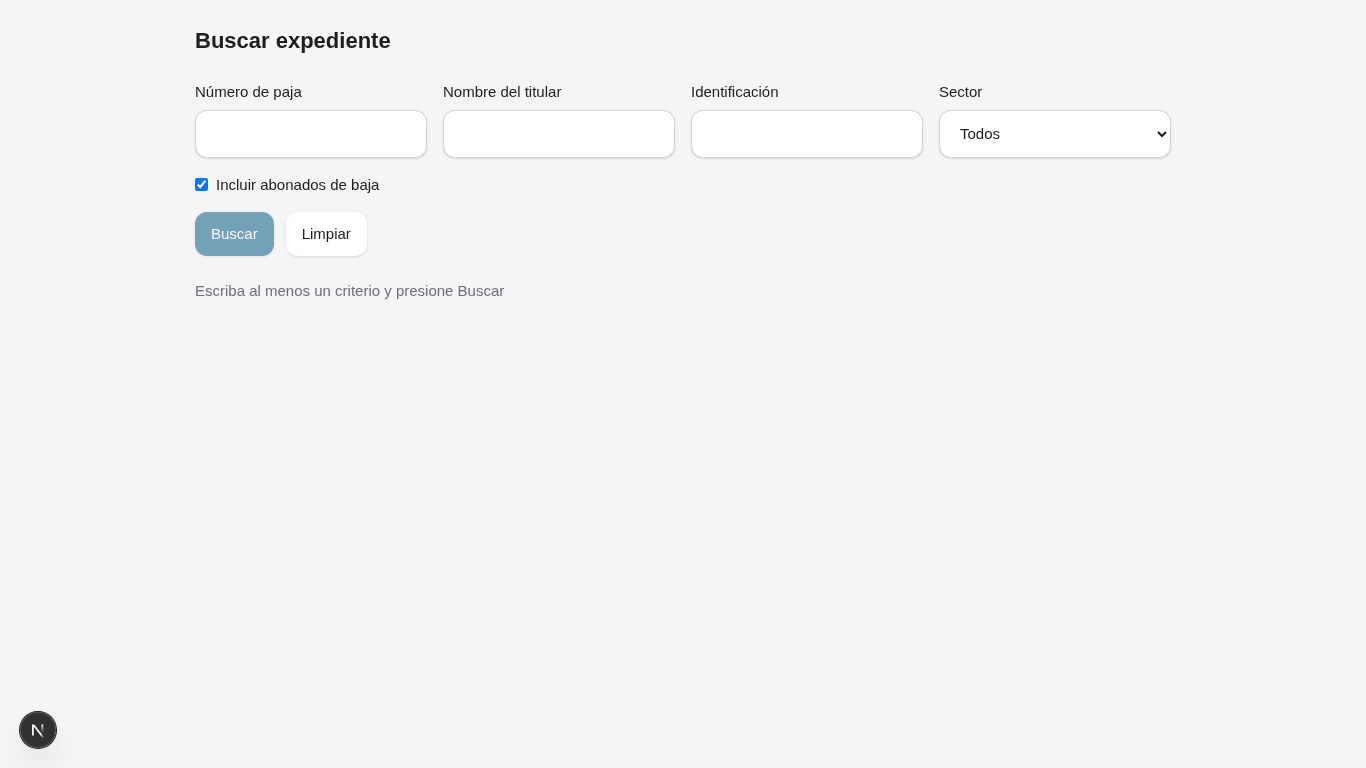 Buscar expediente
Número de paja
Nombre del titular
Identificación
Sector
Todos
Incluir abonados de baja
Buscar
Limpiar
Escriba al menos un criterio y presione Buscar
N